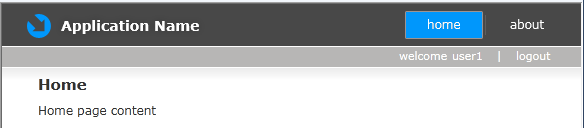 Application Name home about
welcome user1 | logout
Home
Home page content